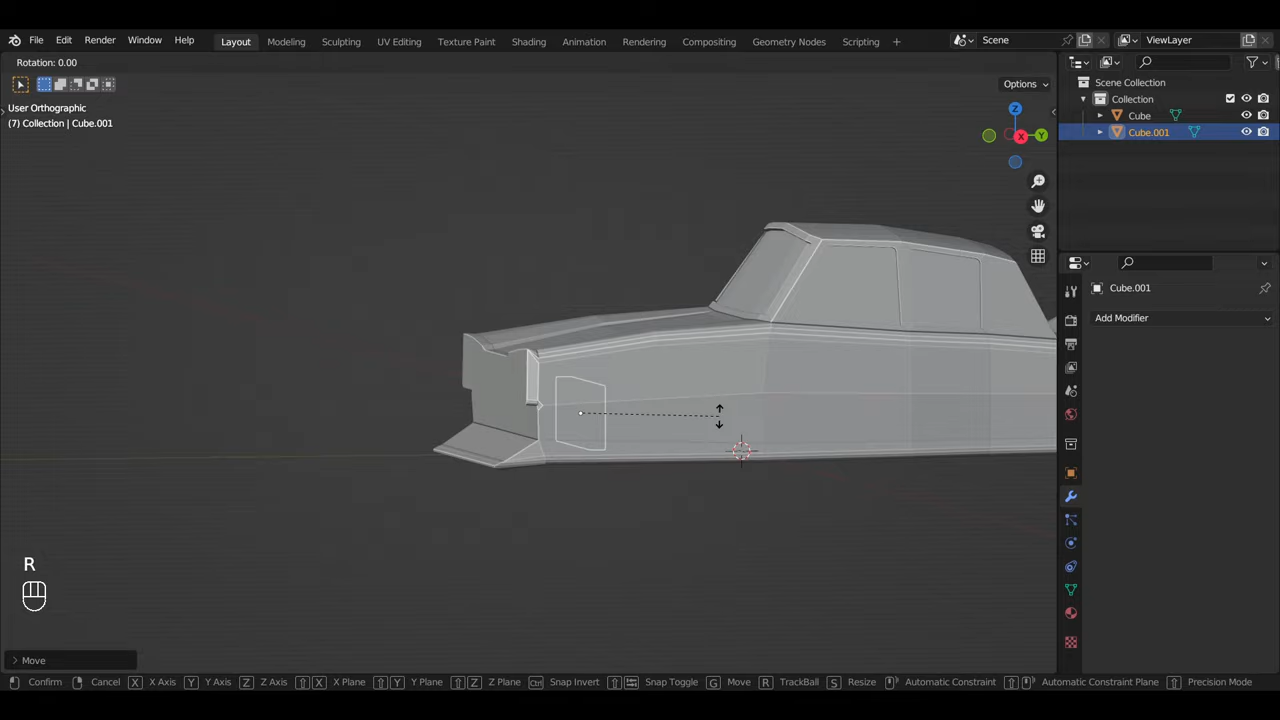 File Edit Render Window Help Layout Modeling Sculpting UV Editing Texture Paint Shading Animation Rendering Compositing Geometry Nodes Scripting + Scene ViewLayer
Rotation: 0.00
Options
User Orthographic
(7) Collection | Cube.001
Z
X
Y
Scene Collection
Collection
Cube
Cube.001
Cube.001
Add Modifier
R
Move
Confirm Cancel X X Axis Y Y Axis Z Z Axis X X Plane Y Y Plane Z Z Plane Ctrl Snap Invert Snap Toggle G Move R TrackBall S Resize Automatic Constraint Automatic Constraint Plane Precision Mode